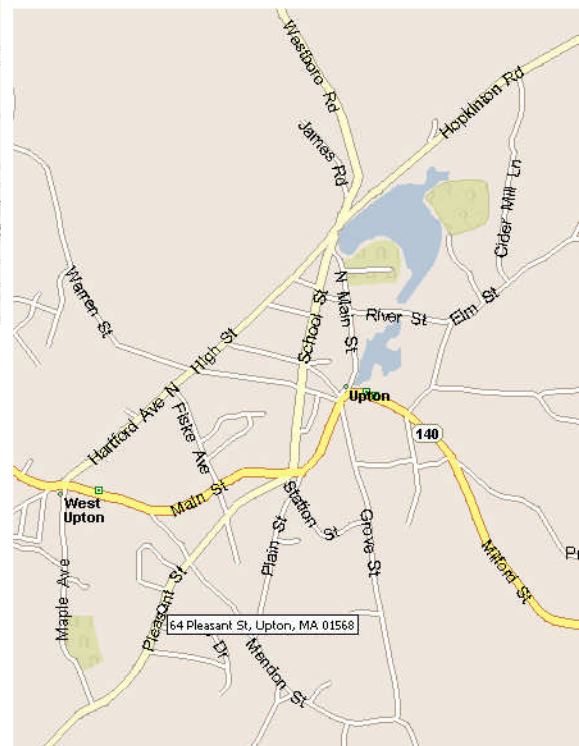 Westboro Rd
Hopkinton Rd
James Rd
Cider Mill Ln
Warren St
N Main St
School St
River St
Elm St
High St
Hartford Ave N
Upton
Fiske Ave
140
West
Upton
Main St
Station St
Plain St
Grove St
Milford St
Maple Ave
Pleasant St
64 Pleasant St, Upton, MA 01568
Dr
Mendon St